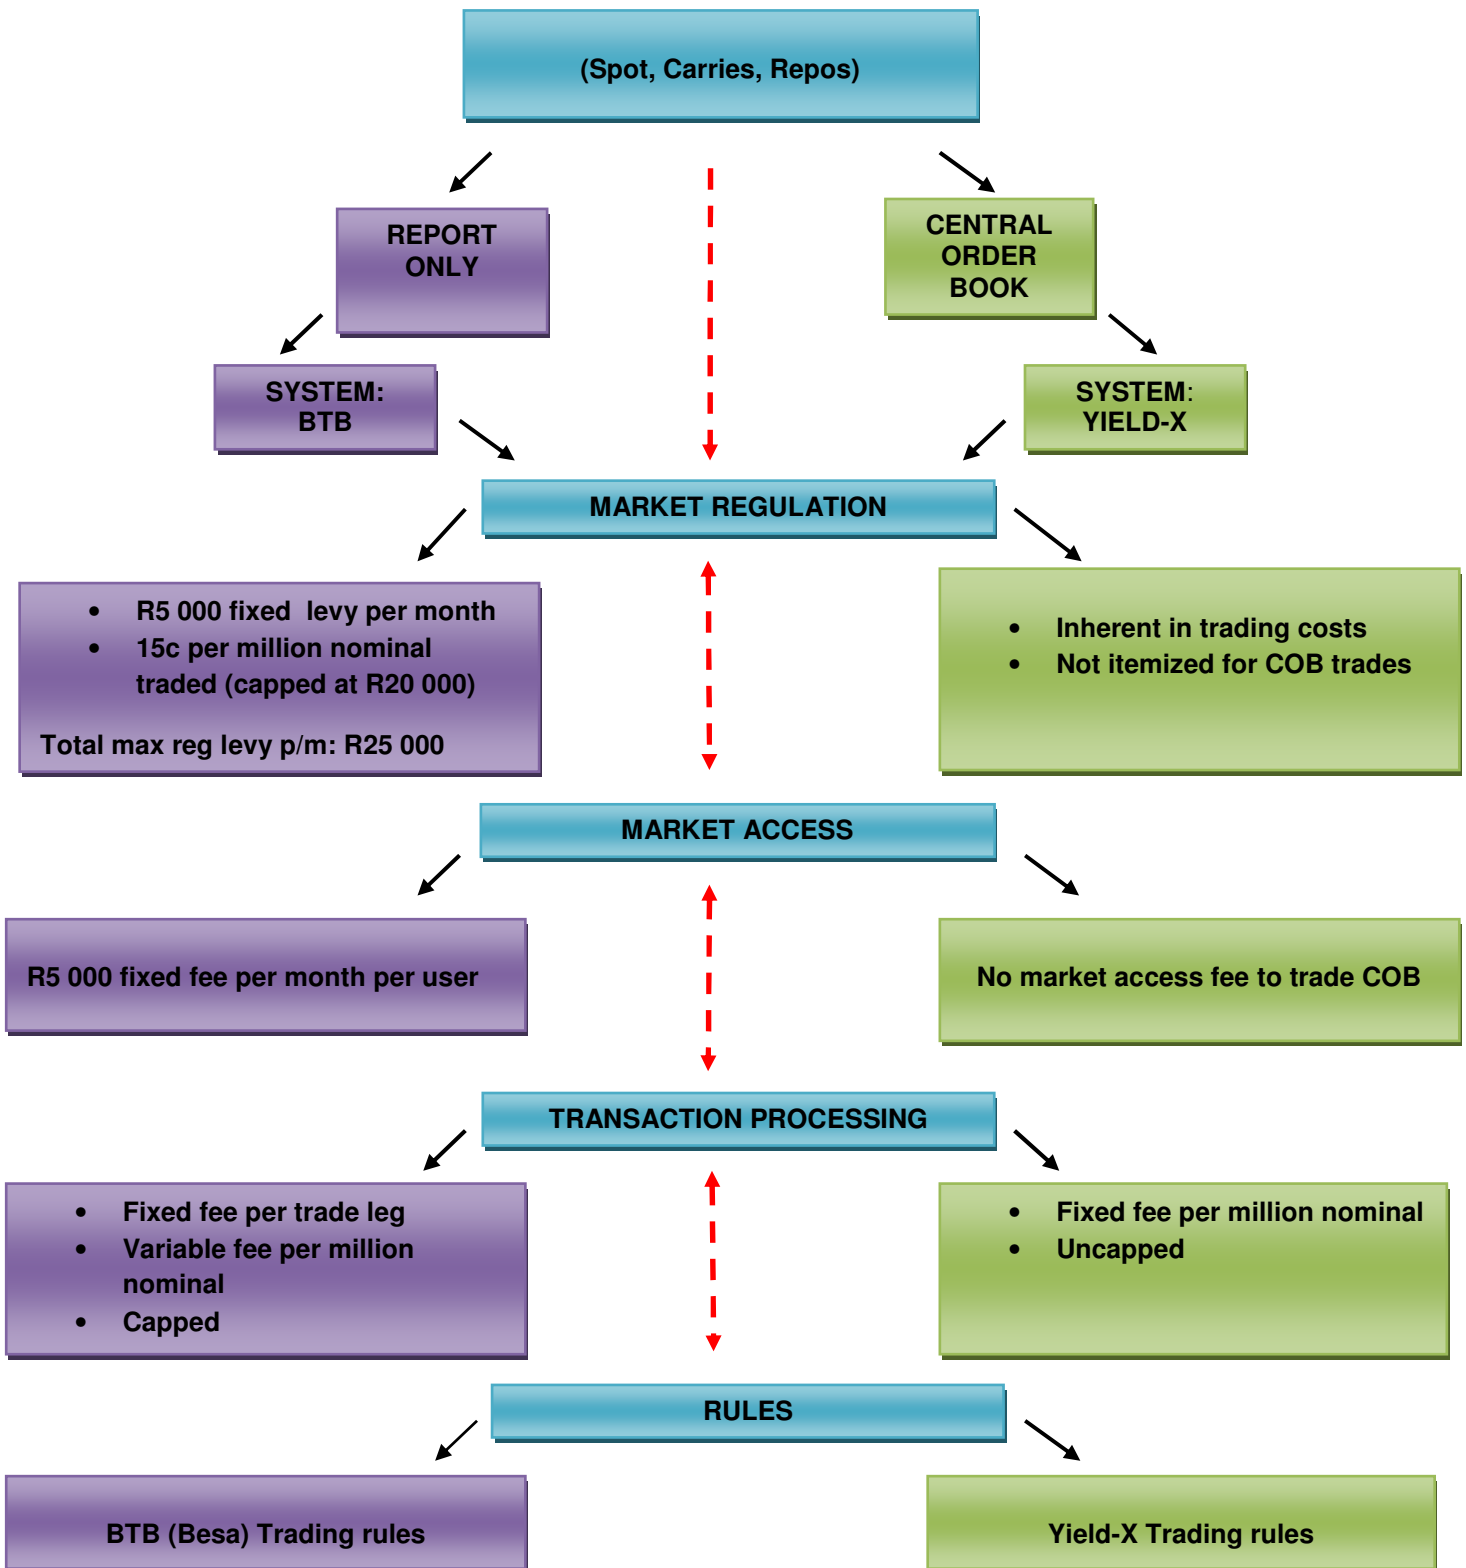 (Spot, Carries, Repos)
REPORT
ONLY
CENTRAL
ORDER
BOOK
SYSTEM:
BTB
SYSTEM:
YIELD-X
MARKET REGULATION
• R5 000 fixed levy per month
• 15c per million nominal
traded (capped at R20 000)
Total max reg levy p/m: R25 000
• Inherent in trading costs
• Not itemized for COB trades
MARKET ACCESS
R5 000 fixed fee per month per user
No market access fee to trade COB
TRANSACTION PROCESSING
• Fixed fee per trade leg
• Variable fee per million
nominal
• Capped
• Fixed fee per million nominal
• Uncapped
RULES
BTB (Besa) Trading rules
Yield-X Trading rules